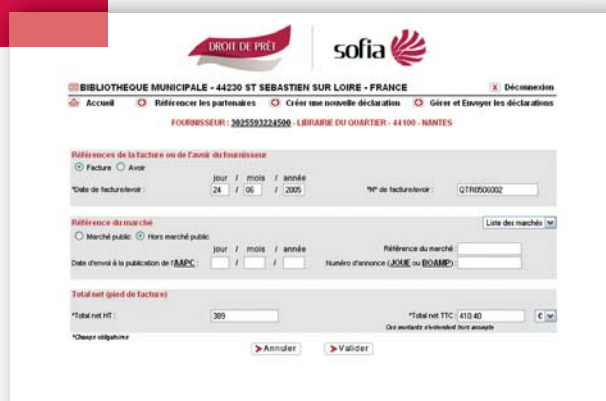 DROIT DE PRÊT
sofia
BIBLIOTHEQUE MUNICIPALE - 44230 ST SEBASTIEN SUR LOIRE - FRANCE
X Déconnexion
Accueil Référencer les partenaires Créer une nouvelle déclaration Gérer et Envoyer les déclarations
FOURNISSEUR : 3025593224500 - LIBRAIRIE DU QUARTIER - 44100 - NANTES
Références de la facture ou de l'avoir du fournisseur
Facture Avoir
jour / mois / année
*Date de facture/avoir : 24 / 06 / 2005 *N° de facture/avoir : QTR0506002
Référence du marché Liste des marchés
Marché public Hors marché public
jour / mois / année Référence du marché :
Date d'envoi à la publication de l'AAPC : / / Numéro d'annonce (JOUE ou BOAMP) :
Total net (pied de facture)
*Total net HT : 389 *Total net TTC : 410.40 €
Ces montants s'entendent hors acompte
*Champs obligatoires
Annuler Valider